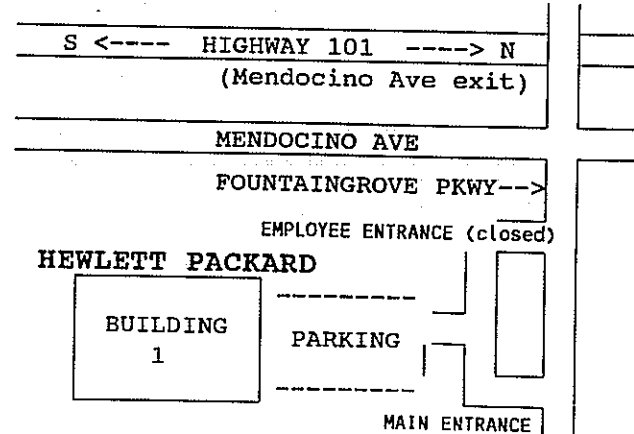 S <---- HIGHWAY 101 ----> N
(Mendocino Ave exit)
MENDOCINO AVE
FOUNTAINGROVE PKWY-->
EMPLOYEE ENTRANCE (closed)
HEWLETT PACKARD
BUILDING
1
PARKING
MAIN ENTRANCE